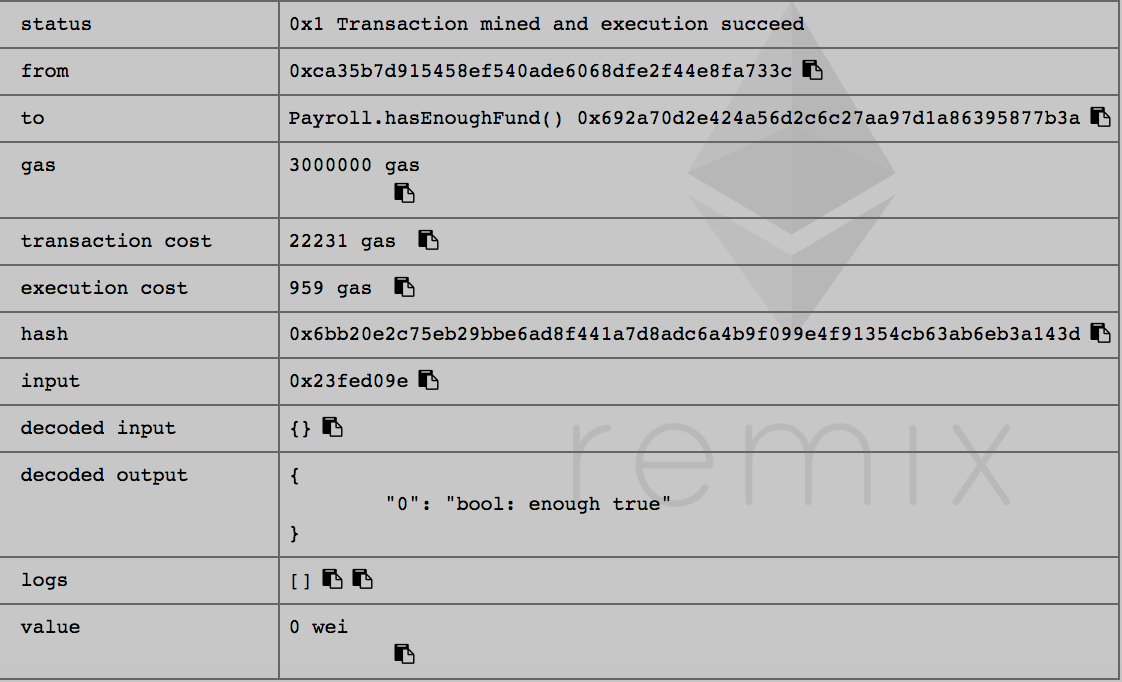 status 0x1 Transaction mined and execution succeed
from 0xca35b7d915458ef540ade6068dfe2f44e8fa733c
to Payroll.hasEnoughFund() 0x692a70d2e424a56d2c6c27aa97d1a86395877b3a
gas 3000000 gas
transaction cost 22231 gas
execution cost 959 gas
hash 0x6bb20e2c75eb29bbe6ad8f441a7d8adc6a4b9f099e4f91354cb63ab6eb3a143d
input 0x23fed09e
decoded input {}
decoded output {
"0": "bool: enough true"
}
logs []
value 0 wei
remix